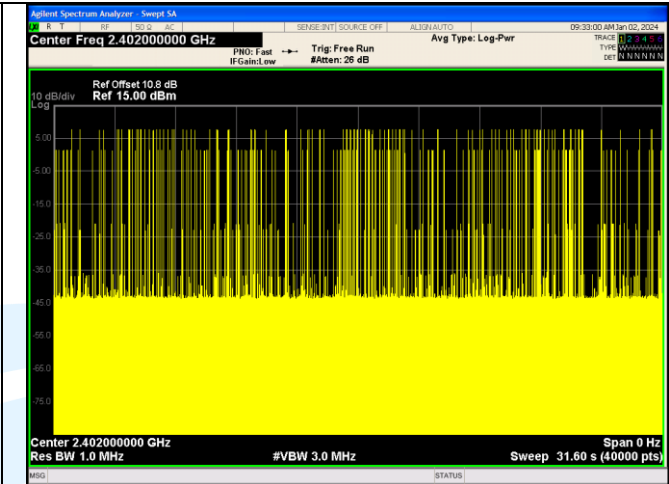 Agilent Spectrum Analyzer - Swept SA
R T RF 50 Ω AC SENSE:INT SOURCE OFF ALIGN AUTO 09:33:00 AM Jan 02, 2024
Center Freq 2.402000000 GHz Avg Type: Log-Pwr TRACE 1 2 3 4 5 6
PNO: Fast Trig: Free Run TYPE W
IFGain:Low #Atten: 26 dB DET N N N N N N
Ref Offset 10.8 dB
10 dB/div Ref 15.00 dBm
Log
5.00
-5.00
-15.0
-25.0
-35.0
-45.0
-55.0
-65.0
-75.0
Center 2.402000000 GHz Span 0 Hz
Res BW 1.0 MHz #VBW 3.0 MHz Sweep 31.60 s (40000 pts)
MSG STATUS